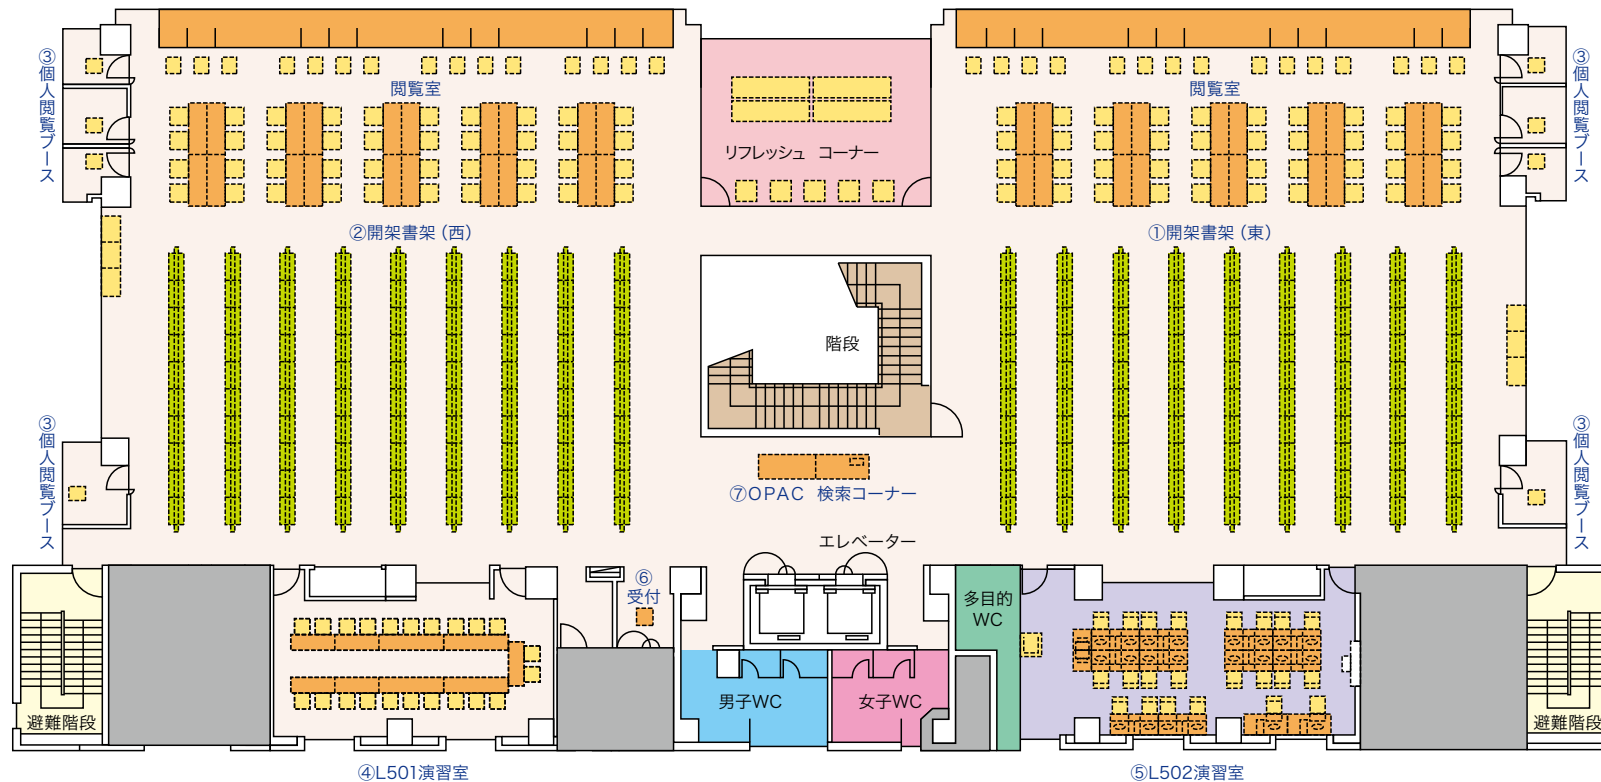 ③個人閲覧ブース
閲覧室
閲覧室
③個人閲覧ブース
リフレッシュ コーナー
②開架書架（西）
①開架書架（東）
階段
③個人閲覧ブース
③個人閲覧ブース
⑦OPAC 検索コーナー
エレベーター
⑥
受付
多目的
WC
男子WC
女子WC
避難階段
避難階段
④L501演習室
⑤L502演習室